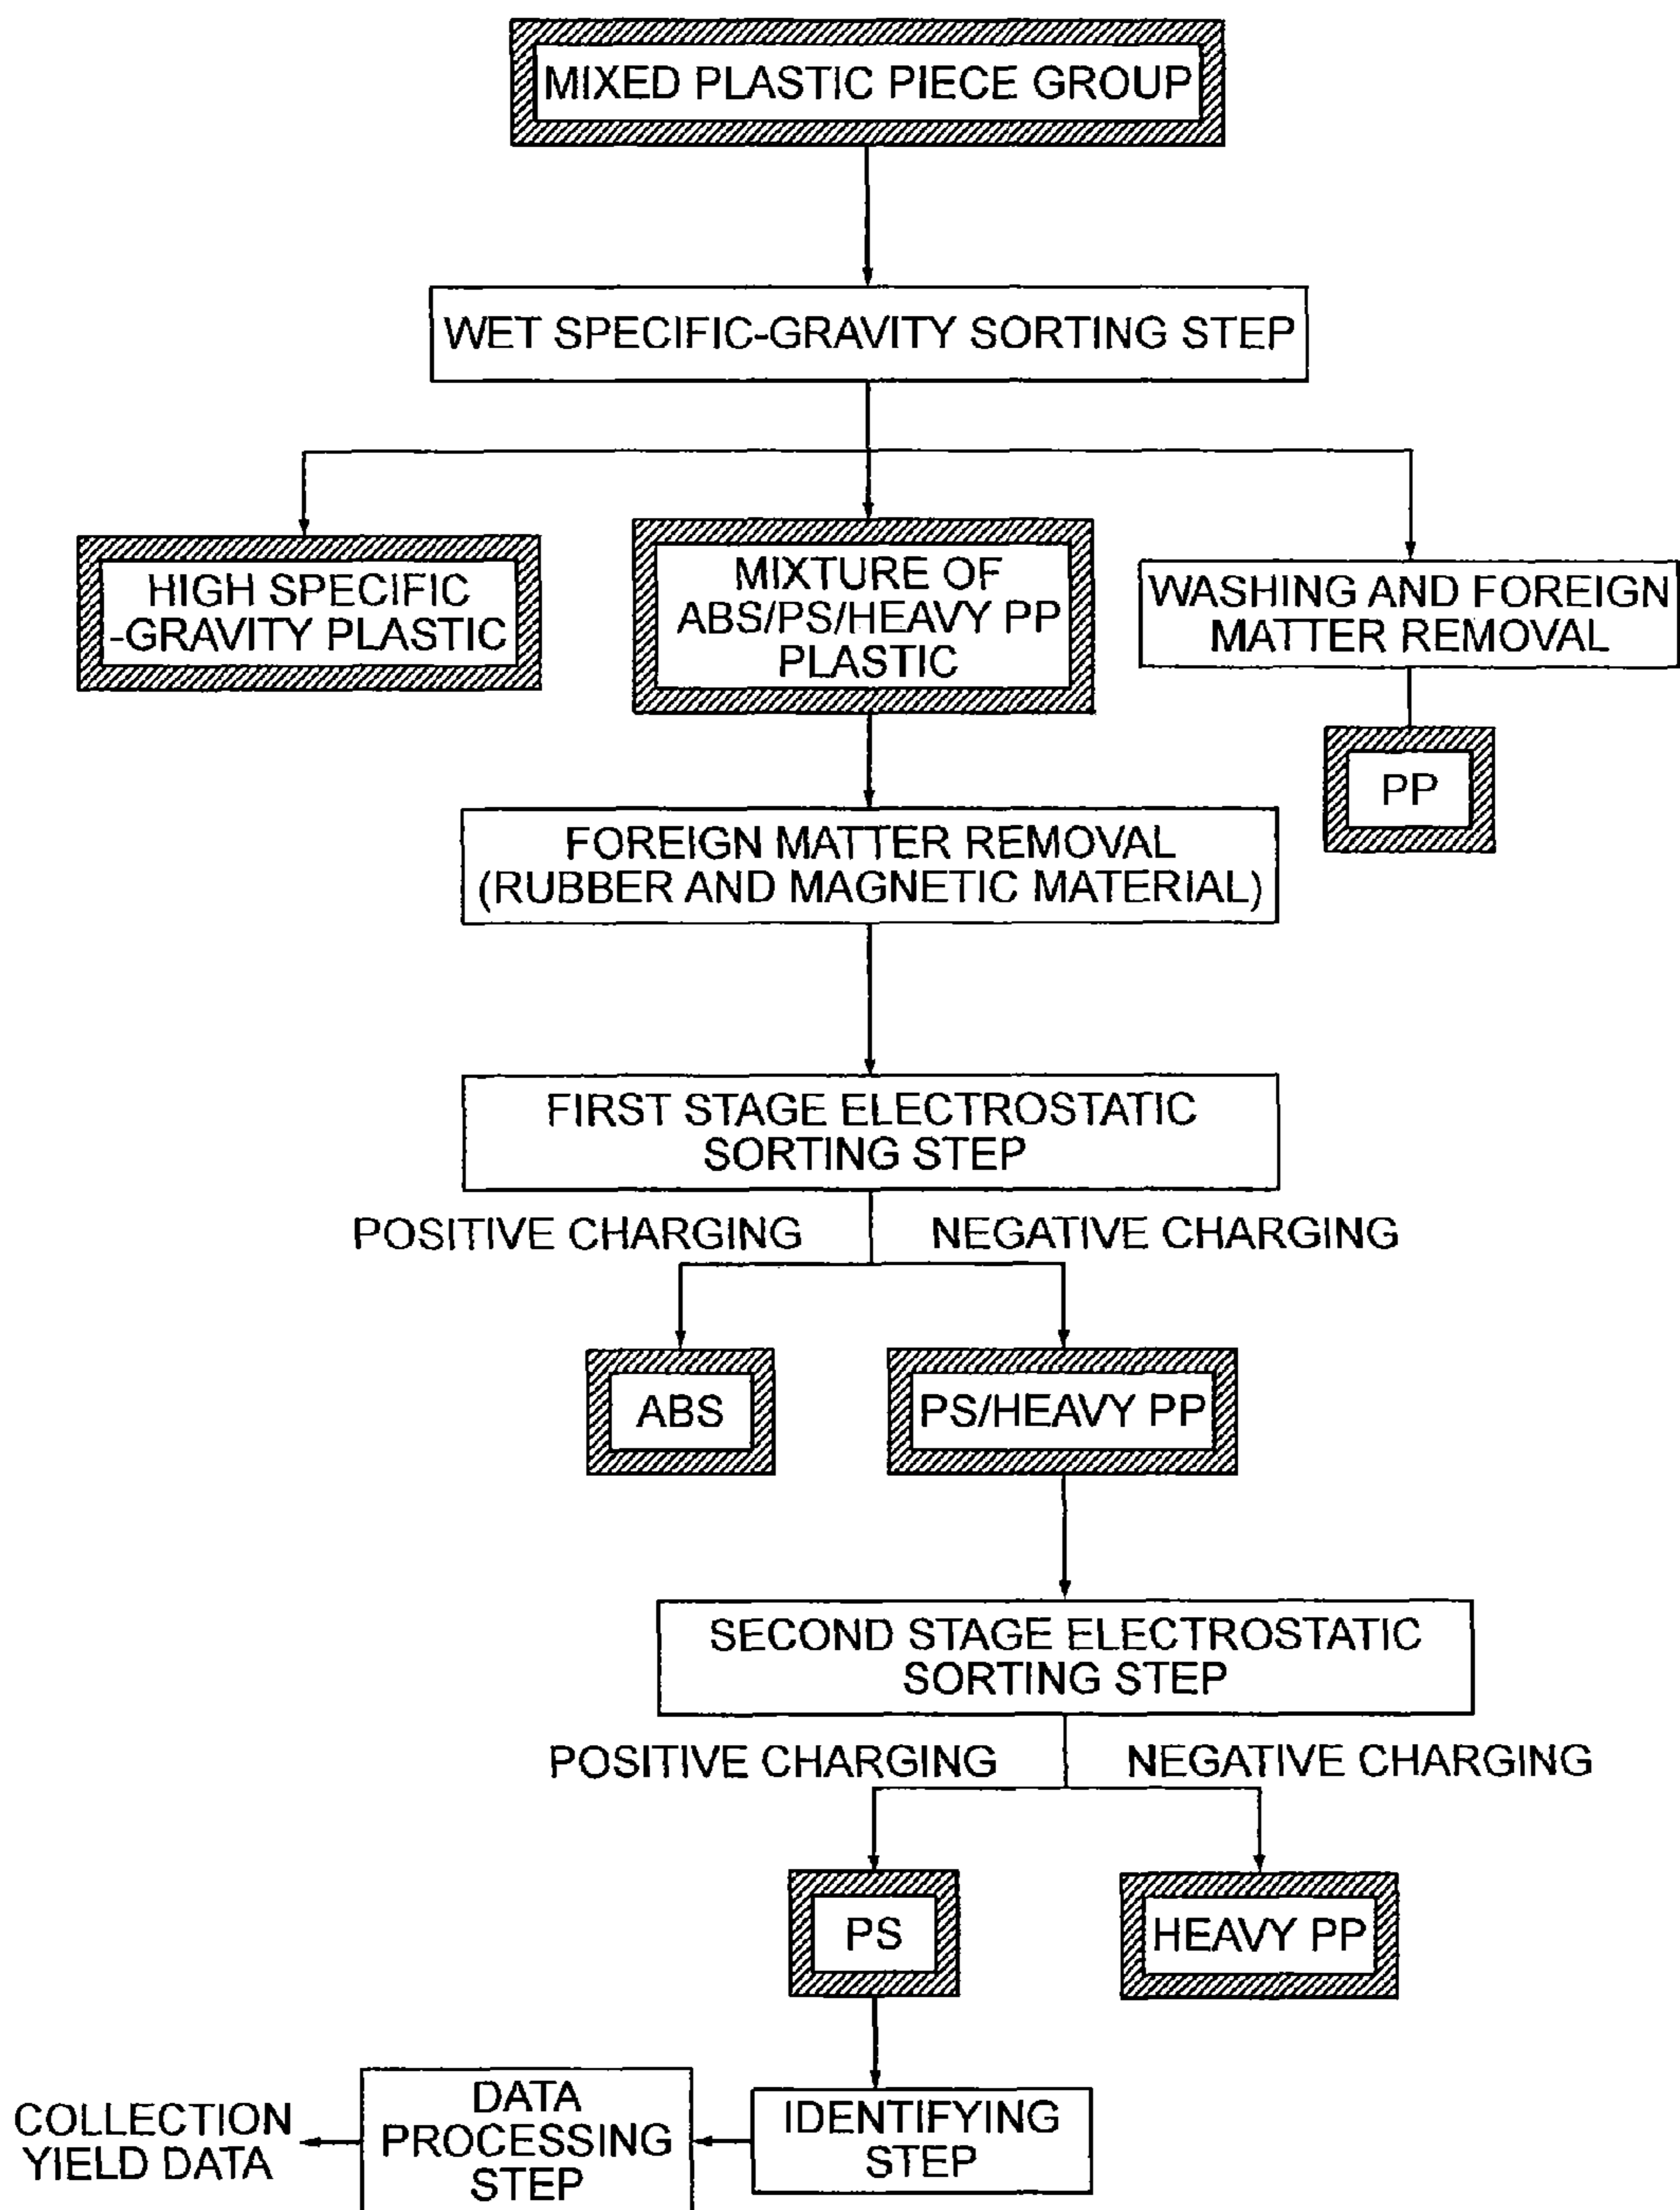 MIXED PLASTIC PIECE GROUP
WET SPECIFIC-GRAVITY SORTING STEP
HIGH SPECIFIC
-GRAVITY PLASTIC
MIXTURE OF
ABS/PS/HEAVY PP
PLASTIC
WASHING AND FOREIGN
MATTER REMOVAL
PP
FOREIGN MATTER REMOVAL
(RUBBER AND MAGNETIC MATERIAL)
FIRST STAGE ELECTROSTATIC
SORTING STEP
POSITIVE CHARGING
NEGATIVE CHARGING
ABS
PS/HEAVY PP
SECOND STAGE ELECTROSTATIC
SORTING STEP
POSITIVE CHARGING
NEGATIVE CHARGING
PS
HEAVY PP
IDENTIFYING
STEP
DATA
PROCESSING
STEP
COLLECTION
YIELD DATA